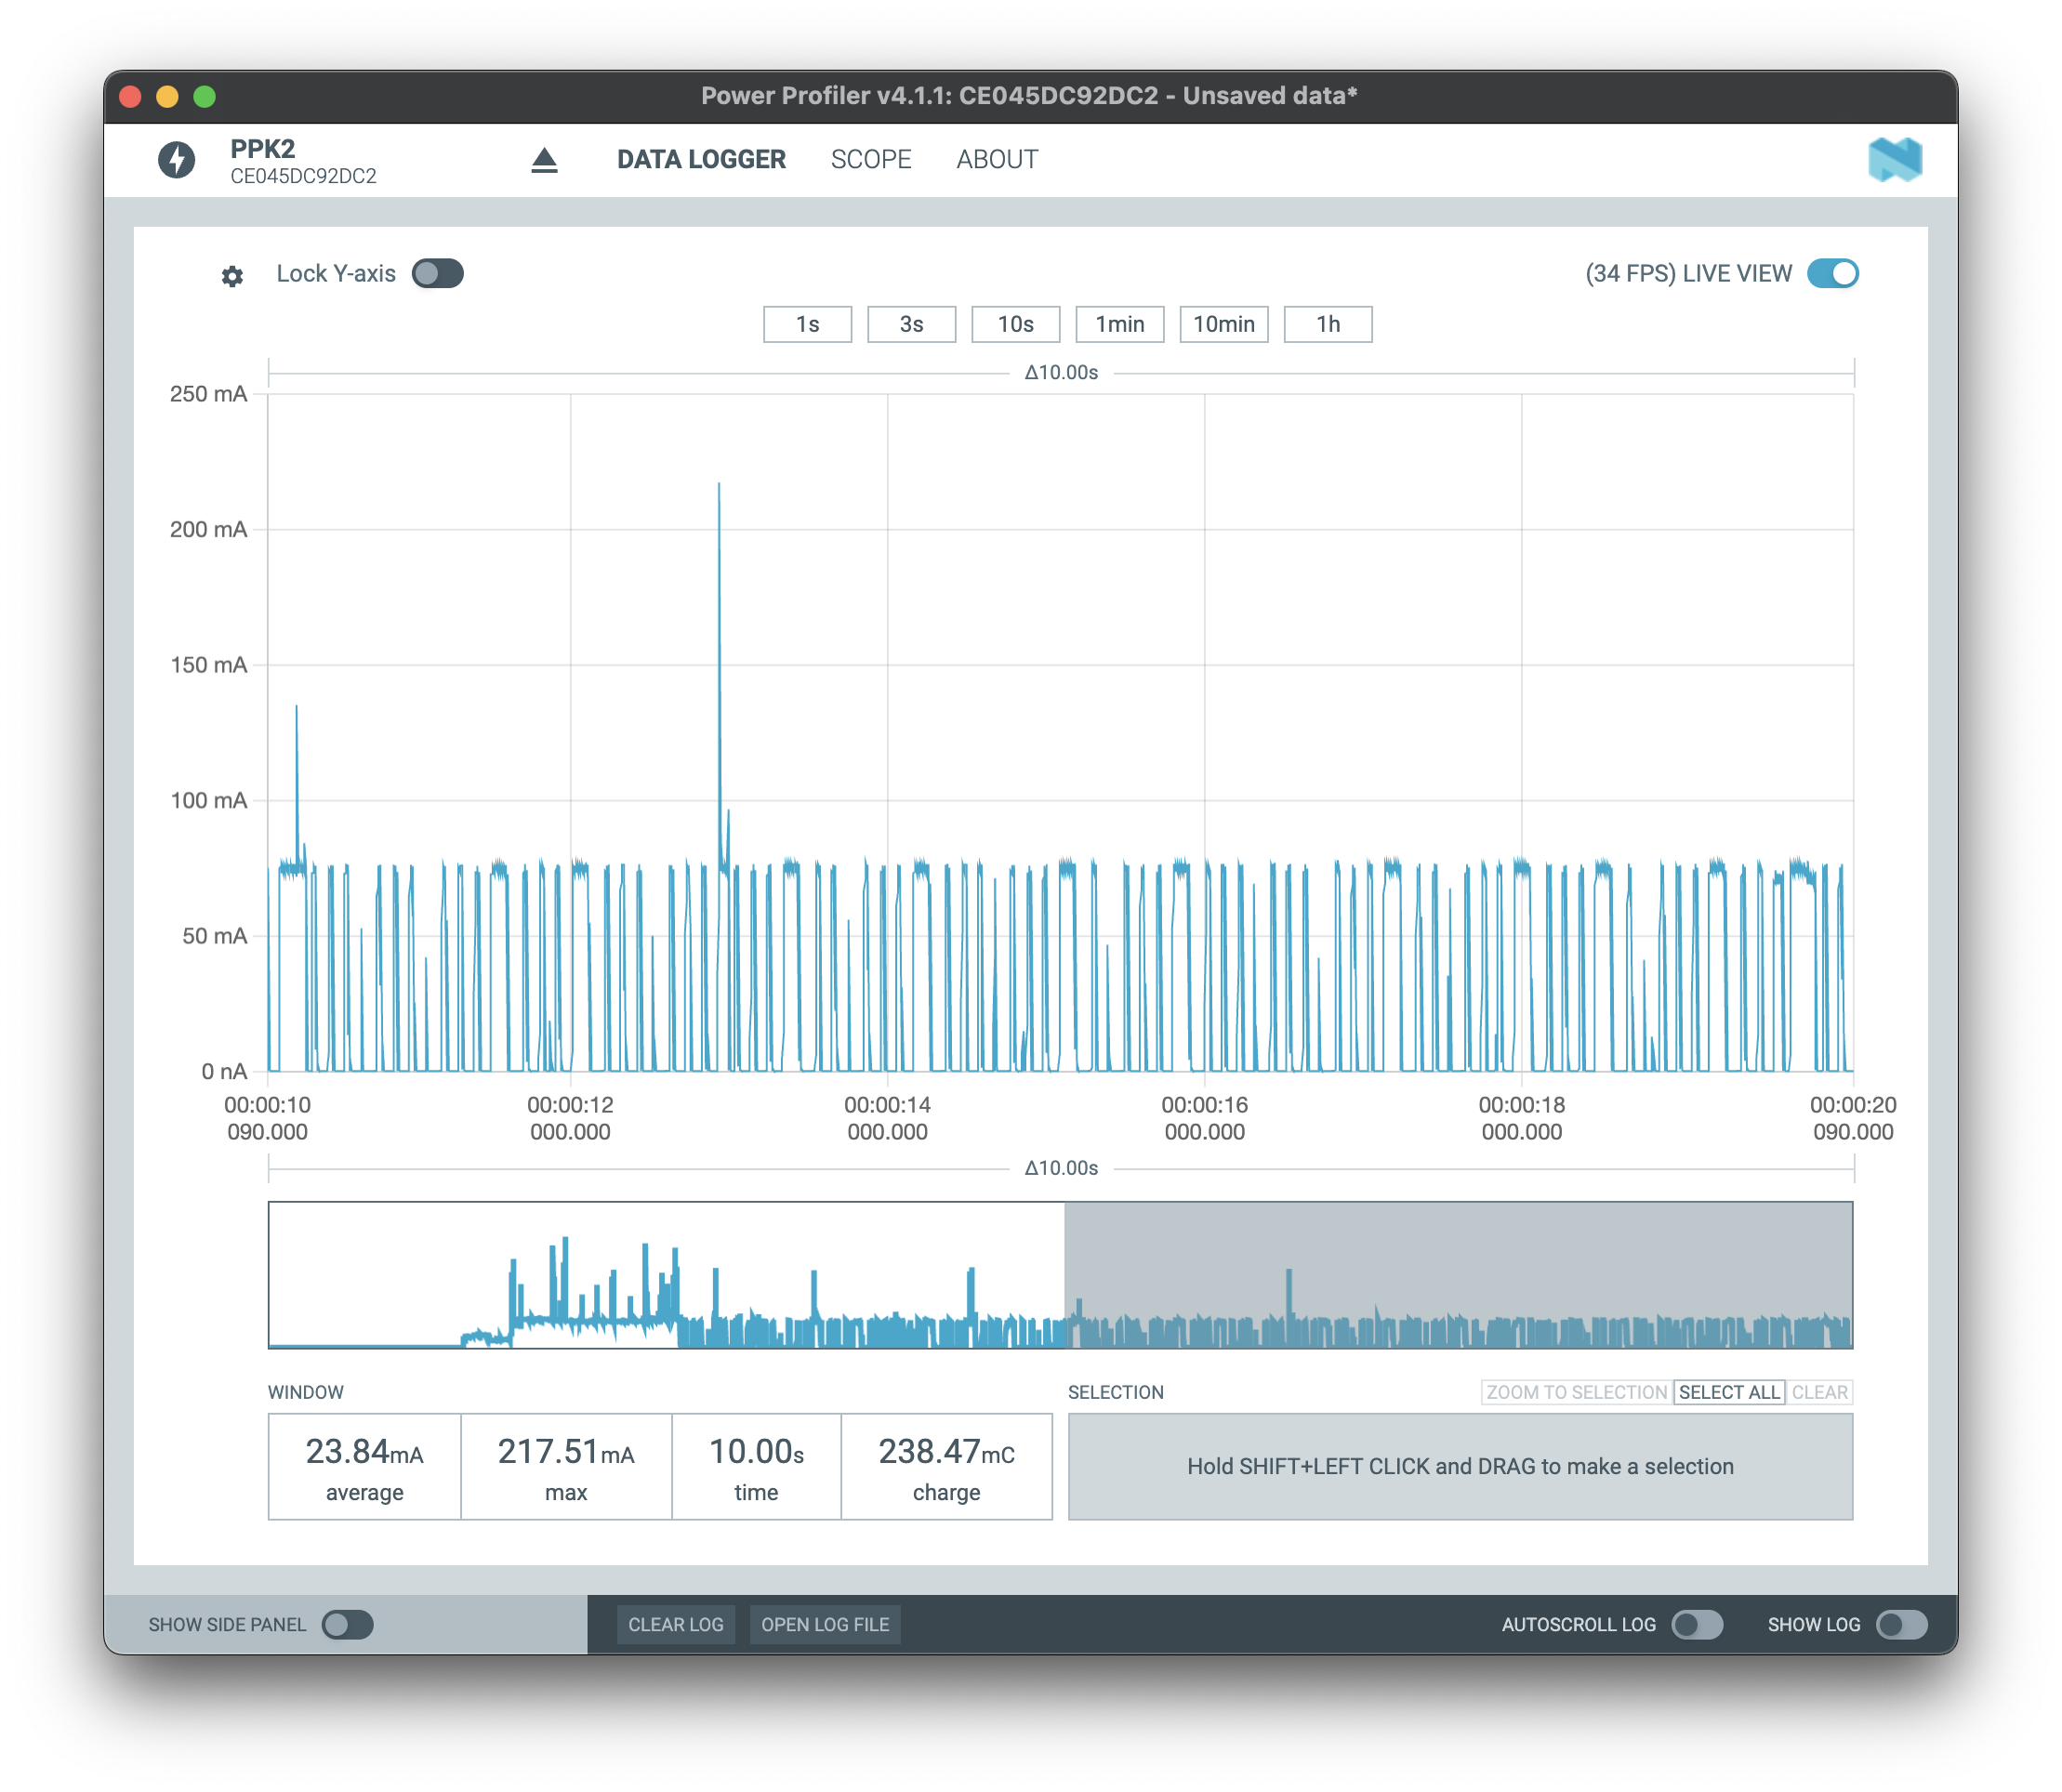 Power Profiler v4.1.1: CE045DC92DC2 - Unsaved data*
PPK2
CE045DC92DC2
DATA LOGGER
SCOPE
ABOUT
Lock Y-axis
(34 FPS) LIVE VIEW
1s
3s
10s
1min
10min
1h
Δ10.00s
250 mA
200 mA
150 mA
100 mA
50 mA
0 nA
00:00:10
090.000
00:00:12
000.000
00:00:14
000.000
00:00:16
000.000
00:00:18
000.000
00:00:20
090.000
Δ10.00s
WINDOW
23.84mA
average
217.51mA
max
10.00s
time
238.47mC
charge
SELECTION
ZOOM TO SELECTION
SELECT ALL
CLEAR
Hold SHIFT+LEFT CLICK and DRAG to make a selection
SHOW SIDE PANEL
CLEAR LOG
OPEN LOG FILE
AUTOSCROLL LOG
SHOW LOG